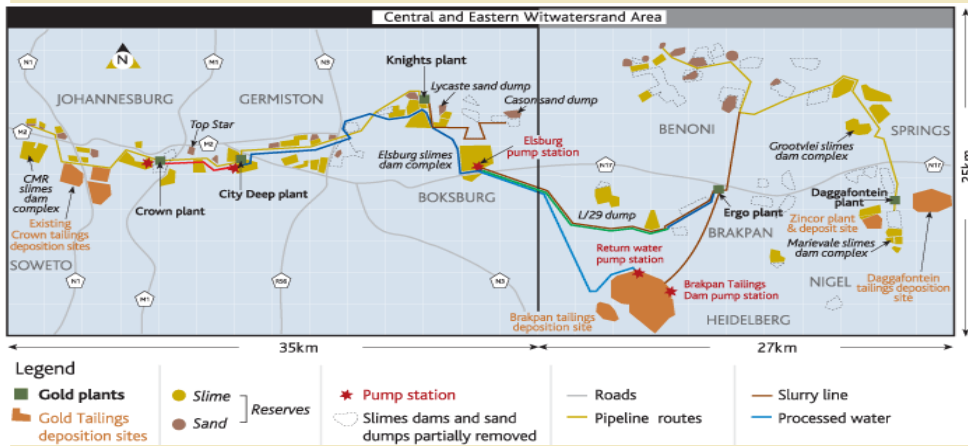 Central and Eastern Witwatersrand Area
N1
M1
N3
N
Knights plant
Lycaste sand dump
Cason sand dump
JOHANNESBURG
GERMISTON
BENONI
SPRINGS
M2
Top Star
M2
Elsburg slimes
dam complex
Elsburg
pump station
N17
Grootvlei slimes
dam complex
N17
CMR
slimes
dam
complex
Crown plant
City Deep plant
BOKSBURG
L/29 dump
Ergo plant
BRAKPAN
Daggafontein
plant
Zincor plant
& deposit site
Marievale slimes
dam complex
Existing
Crown tailings
deposition sites
SOWETO
N1
M1
R56
N3
Return water
pump station
Brakpan Tailings
Dam pump station
Brakpan tailings
deposition site
HEIDELBERG
NIGEL
Daggafontein
tailings deposition
site
25km
35km
27km
Legend
Gold plants
Gold Tailings
deposition sites
Slime
Sand
Reserves
Pump station
Slimes dams and sand
dumps partially removed
Roads
Pipeline routes
Slurry line
Processed water